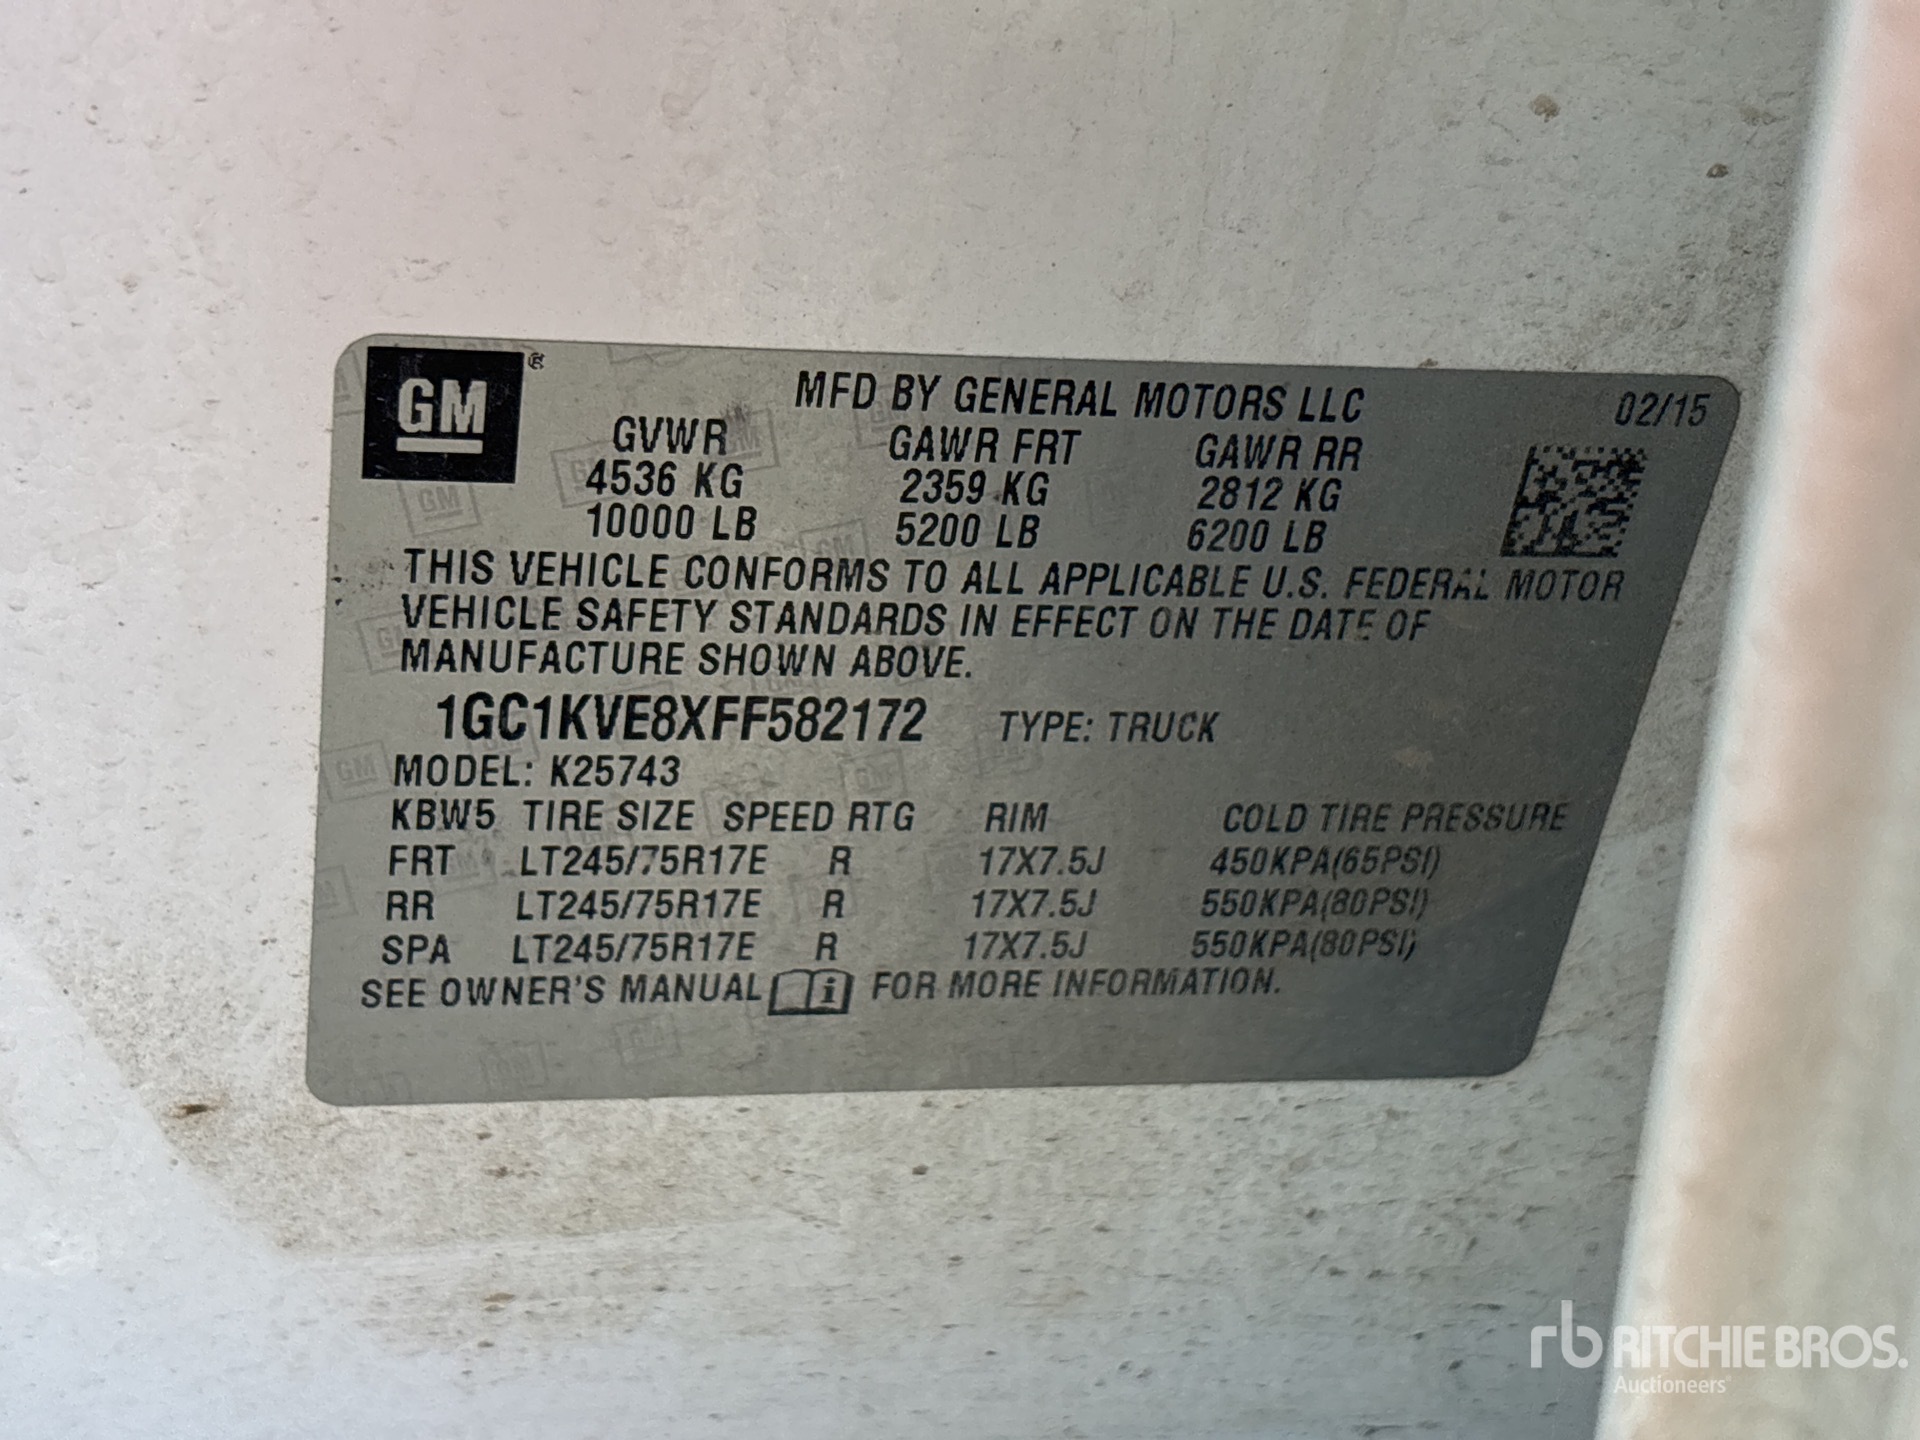 GM
MFD BY GENERAL MOTORS LLC 02/15
GVWR GAWR FRT GAWR RR
4536 KG 2359 KG 2812 KG
10000 LB 5200 LB 6200 LB
THIS VEHICLE CONFORMS TO ALL APPLICABLE U.S. FEDERAL MOTOR
VEHICLE SAFETY STANDARDS IN EFFECT ON THE DATE OF
MANUFACTURE SHOWN ABOVE.
1GC1KVE8XFF582172 TYPE: TRUCK
MODEL: K25743
KBW5 TIRE SIZE SPEED RTG RIM COLD TIRE PRESSURE
FRT LT245/75R17E R 17X7.5J 450KPA(65PSI)
RR LT245/75R17E R 17X7.5J 550KPA(80PSI)
SPA LT245/75R17E R 17X7.5J 550KPA(80PSI)
SEE OWNER'S MANUAL i FOR MORE INFORMATION.
rb RITCHIE BROS.
Auctioneers